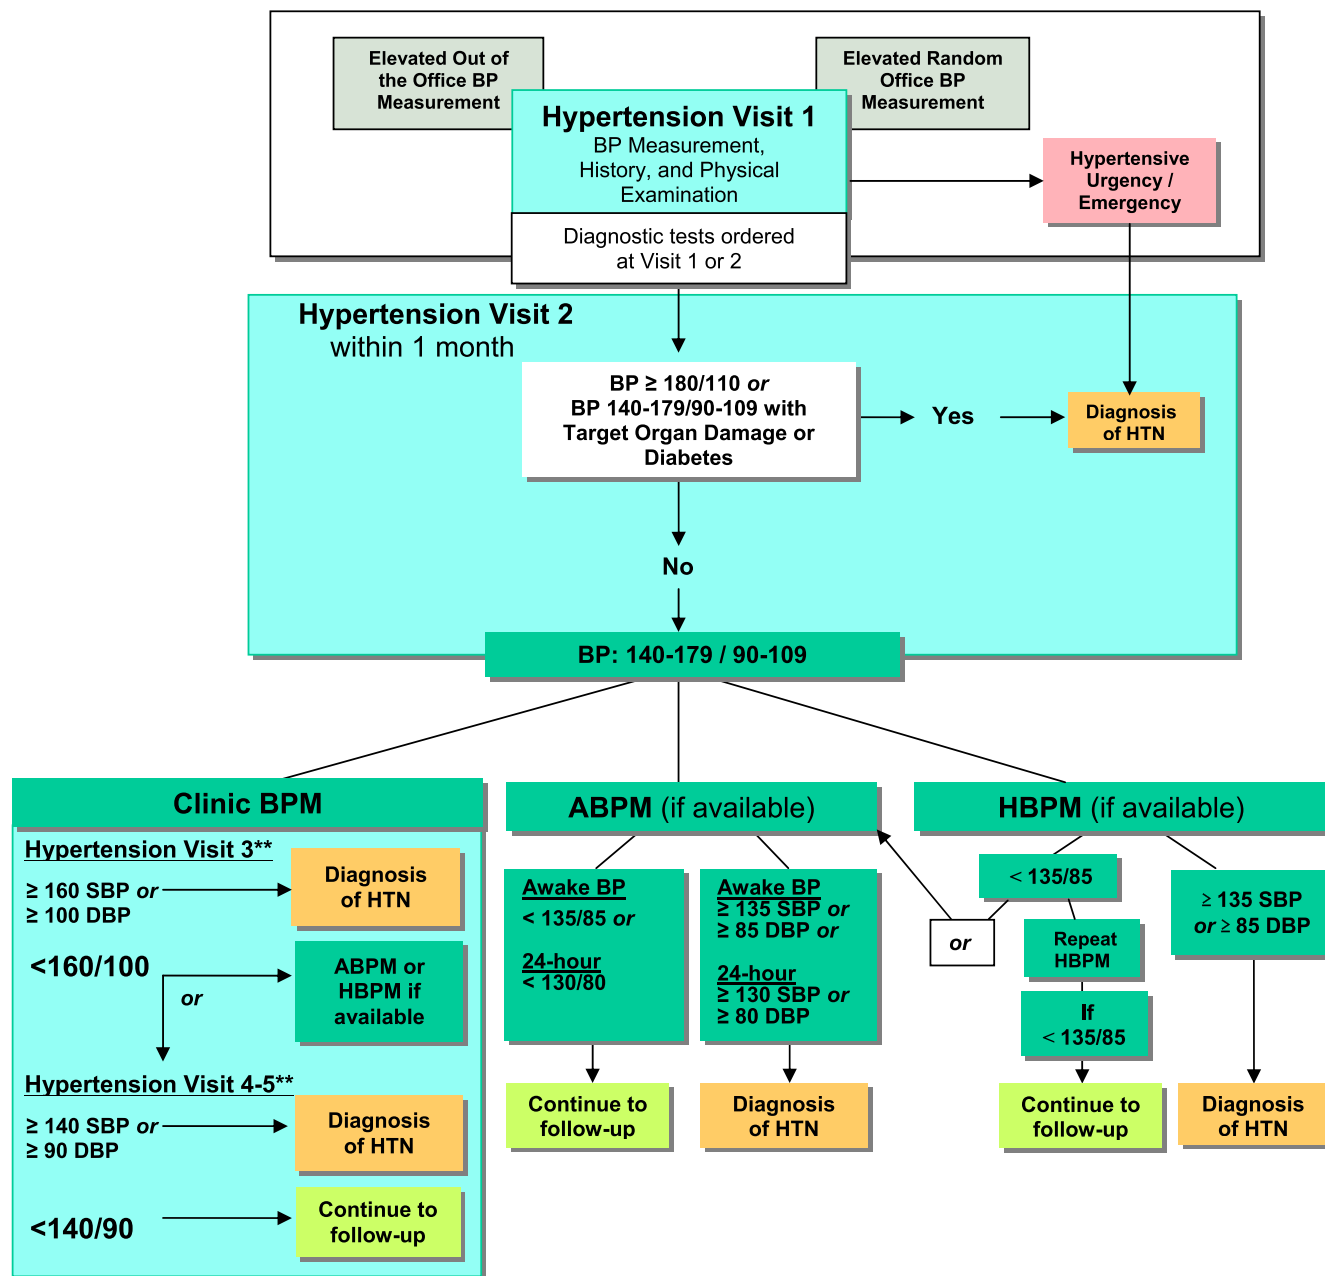 Elevated Out of
the Office BP
Measurement
Elevated Random
Office BP
Measurement
Hypertension Visit 1
BP Measurement,
History, and Physical
Examination
Hypertensive
Urgency /
Emergency
Diagnostic tests ordered
at Visit 1 or 2
Hypertension Visit 2
within 1 month
BP ≥ 180/110 or
BP 140-179/90-109 with
Target Organ Damage or
Diabetes
Yes
Diagnosis
of HTN
No
BP: 140-179 / 90-109
Clinic BPM
Hypertension Visit 3**
≥ 160 SBP or
≥ 100 DBP
Diagnosis
of HTN
<160/100
or
ABPM or
HBPM if
available
Hypertension Visit 4-5**
≥ 140 SBP or
≥ 90 DBP
Diagnosis
of HTN
<140/90
Continue to
follow-up
ABPM (if available)
Awake BP
< 135/85 or
24-hour
< 130/80
Continue to
follow-up
Awake BP
≥ 135 SBP or
≥ 85 DBP or
24-hour
≥ 130 SBP or
≥ 80 DBP
Diagnosis
of HTN
HBPM (if available)
< 135/85
or
Repeat
HBPM
If
< 135/85
Continue to
follow-up
≥ 135 SBP
or ≥ 85 DBP
Diagnosis
of HTN